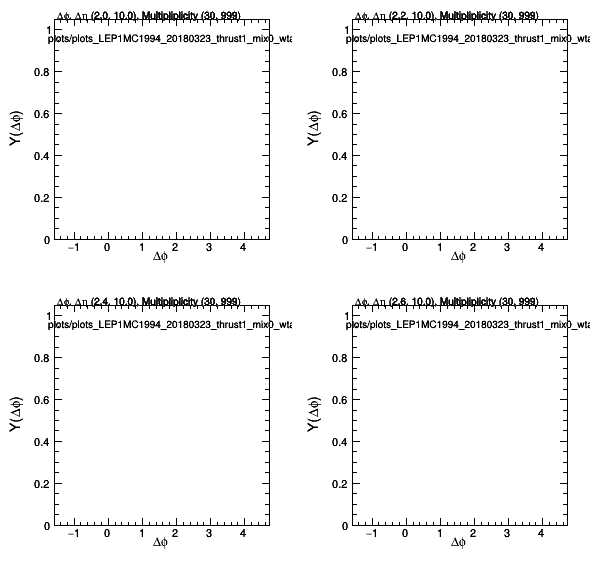 Δϕ, Δη (2.0, 10.0), Multipliplicity (30, 999)
plots/plots_LEP1MC1994_20180323_thrust1_mix0_wta
1
0.8
0.6
0.4
0.2
0
Y(Δϕ)
−1 0 1 2 3 4
Δϕ
Δϕ, Δη (2.2, 10.0), Multipliplicity (30, 999)
plots/plots_LEP1MC1994_20180323_thrust1_mix0_wta
1
0.8
0.6
0.4
0.2
0
Y(Δϕ)
−1 0 1 2 3 4
Δϕ
Δϕ, Δη (2.4, 10.0), Multipliplicity (30, 999)
plots/plots_LEP1MC1994_20180323_thrust1_mix0_wta
1
0.8
0.6
0.4
0.2
0
Y(Δϕ)
−1 0 1 2 3 4
Δϕ
Δϕ, Δη (2.6, 10.0), Multipliplicity (30, 999)
plots/plots_LEP1MC1994_20180323_thrust1_mix0_wta
1
0.8
0.6
0.4
0.2
0
Y(Δϕ)
−1 0 1 2 3 4
Δϕ